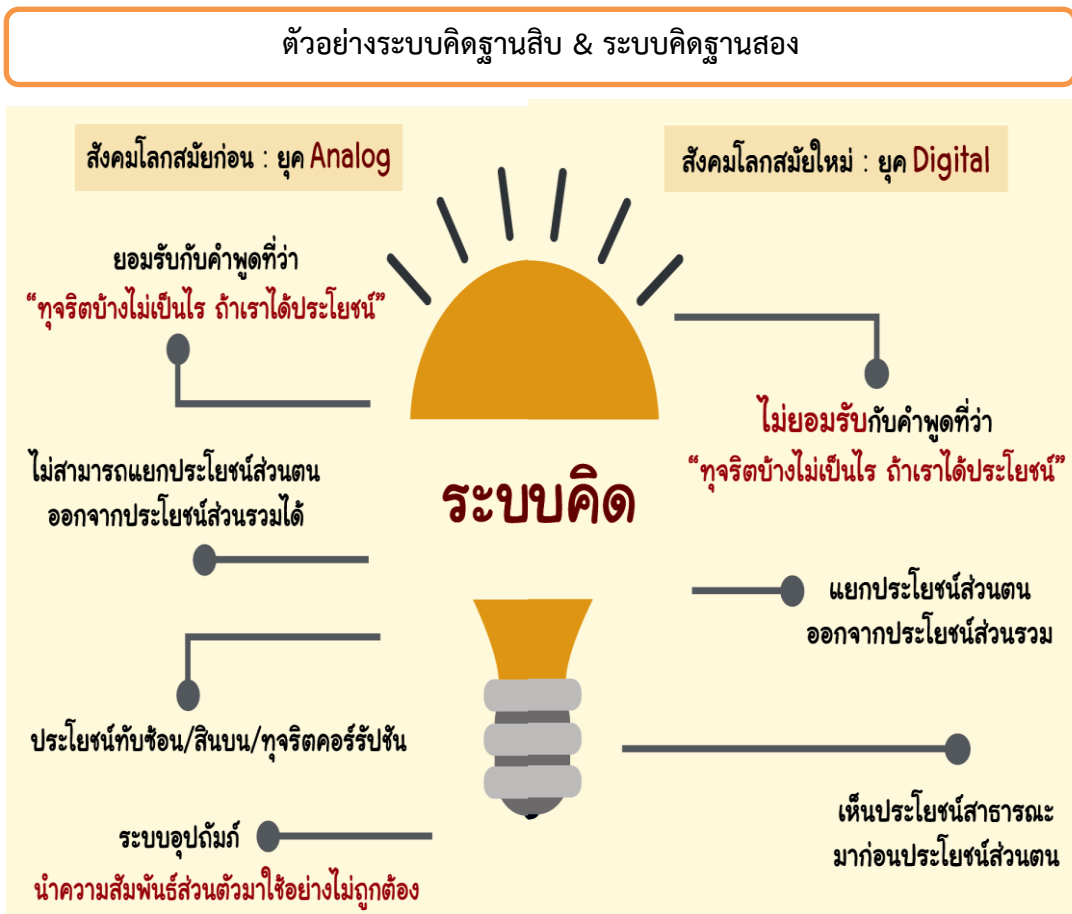 ตัวอย่างระบบคิดฐานสิบ & ระบบคิดฐานสอง
สังคมโลกสมัยก่อน : ยุค Analog
ยอมรับกับคำพูดที่ว่า
“ทุจริตบ้างไม่เป็นไร ถ้าเราได้ประโยชน์”
ไม่สามารถแยกประโยชน์ส่วนตน
ออกจากประโยชน์ส่วนรวมได้
ประโยชน์ทับซ้อน/สินบน/ทุจริตคอร์รัปชัน
ระบบอุปถัมภ์
นำความสัมพันธ์ส่วนตัวมาใช้อย่างไม่ถูกต้อง
ระบบคิด
สังคมโลกสมัยใหม่ : ยุค Digital
ไม่ยอมรับกับคำพูดที่ว่า
“ทุจริตบ้างไม่เป็นไร ถ้าเราได้ประโยชน์”
แยกประโยชน์ส่วนตน
ออกจากประโยชน์ส่วนรวม
เห็นประโยชน์สาธารณะ
มาก่อนประโยชน์ส่วนตน